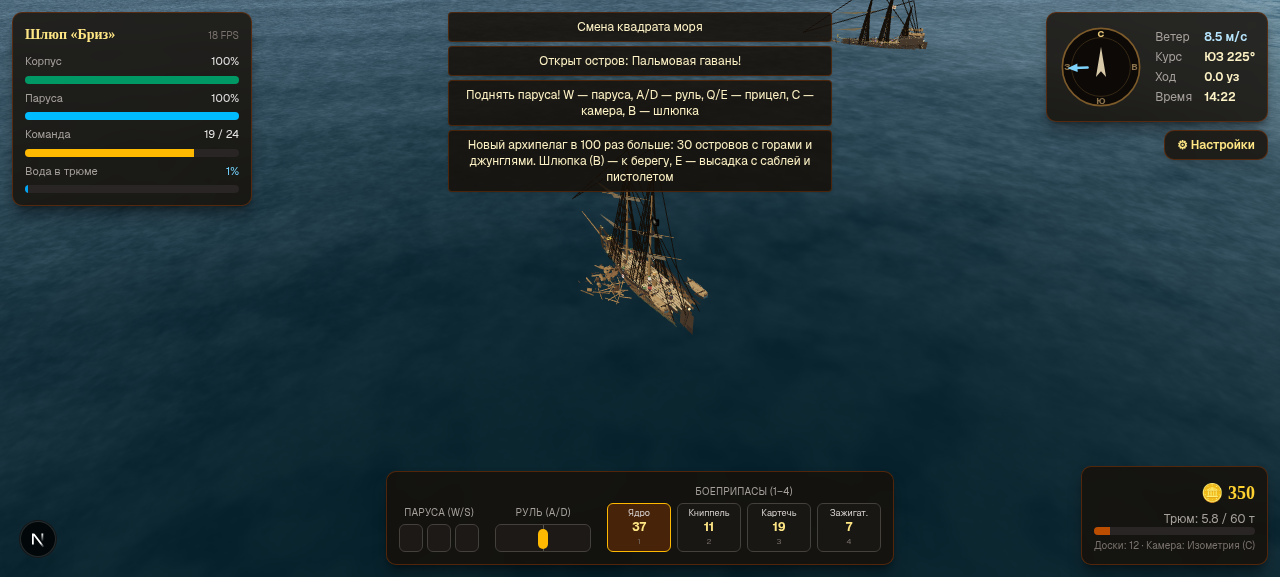 Шлюп «Бриз»
18 FPS
Корпус 100%
Паруса 100%
Команда 19 / 24
Вода в трюме 1%
Смена квадрата моря
Открыт остров: Пальмовая гавань!
Поднять паруса! W — паруса, A/D — руль, Q/E — прицел, C —
камера, B — шлюпка
Новый архипелаг в 100 раз больше: 30 островов с горами и
джунглями. Шлюпка (B) — к берегу, E — высадка с саблей и
пистолетом
С
З В
Ю
Ветер 8.5 м/с
Курс ЮЗ 225°
Ход 0.0 уз
Время 14:22
⚙ Настройки
N
ПАРУСА (W/S)
РУЛЬ (A/D)
БОЕПРИПАСЫ (1–4)
Ядро
37
1
Книппель
11
2
Картечь
19
3
Зажигат.
7
4
350
Трюм: 5.8 / 60 т
Доски: 12 · Камера: Изометрия (C)